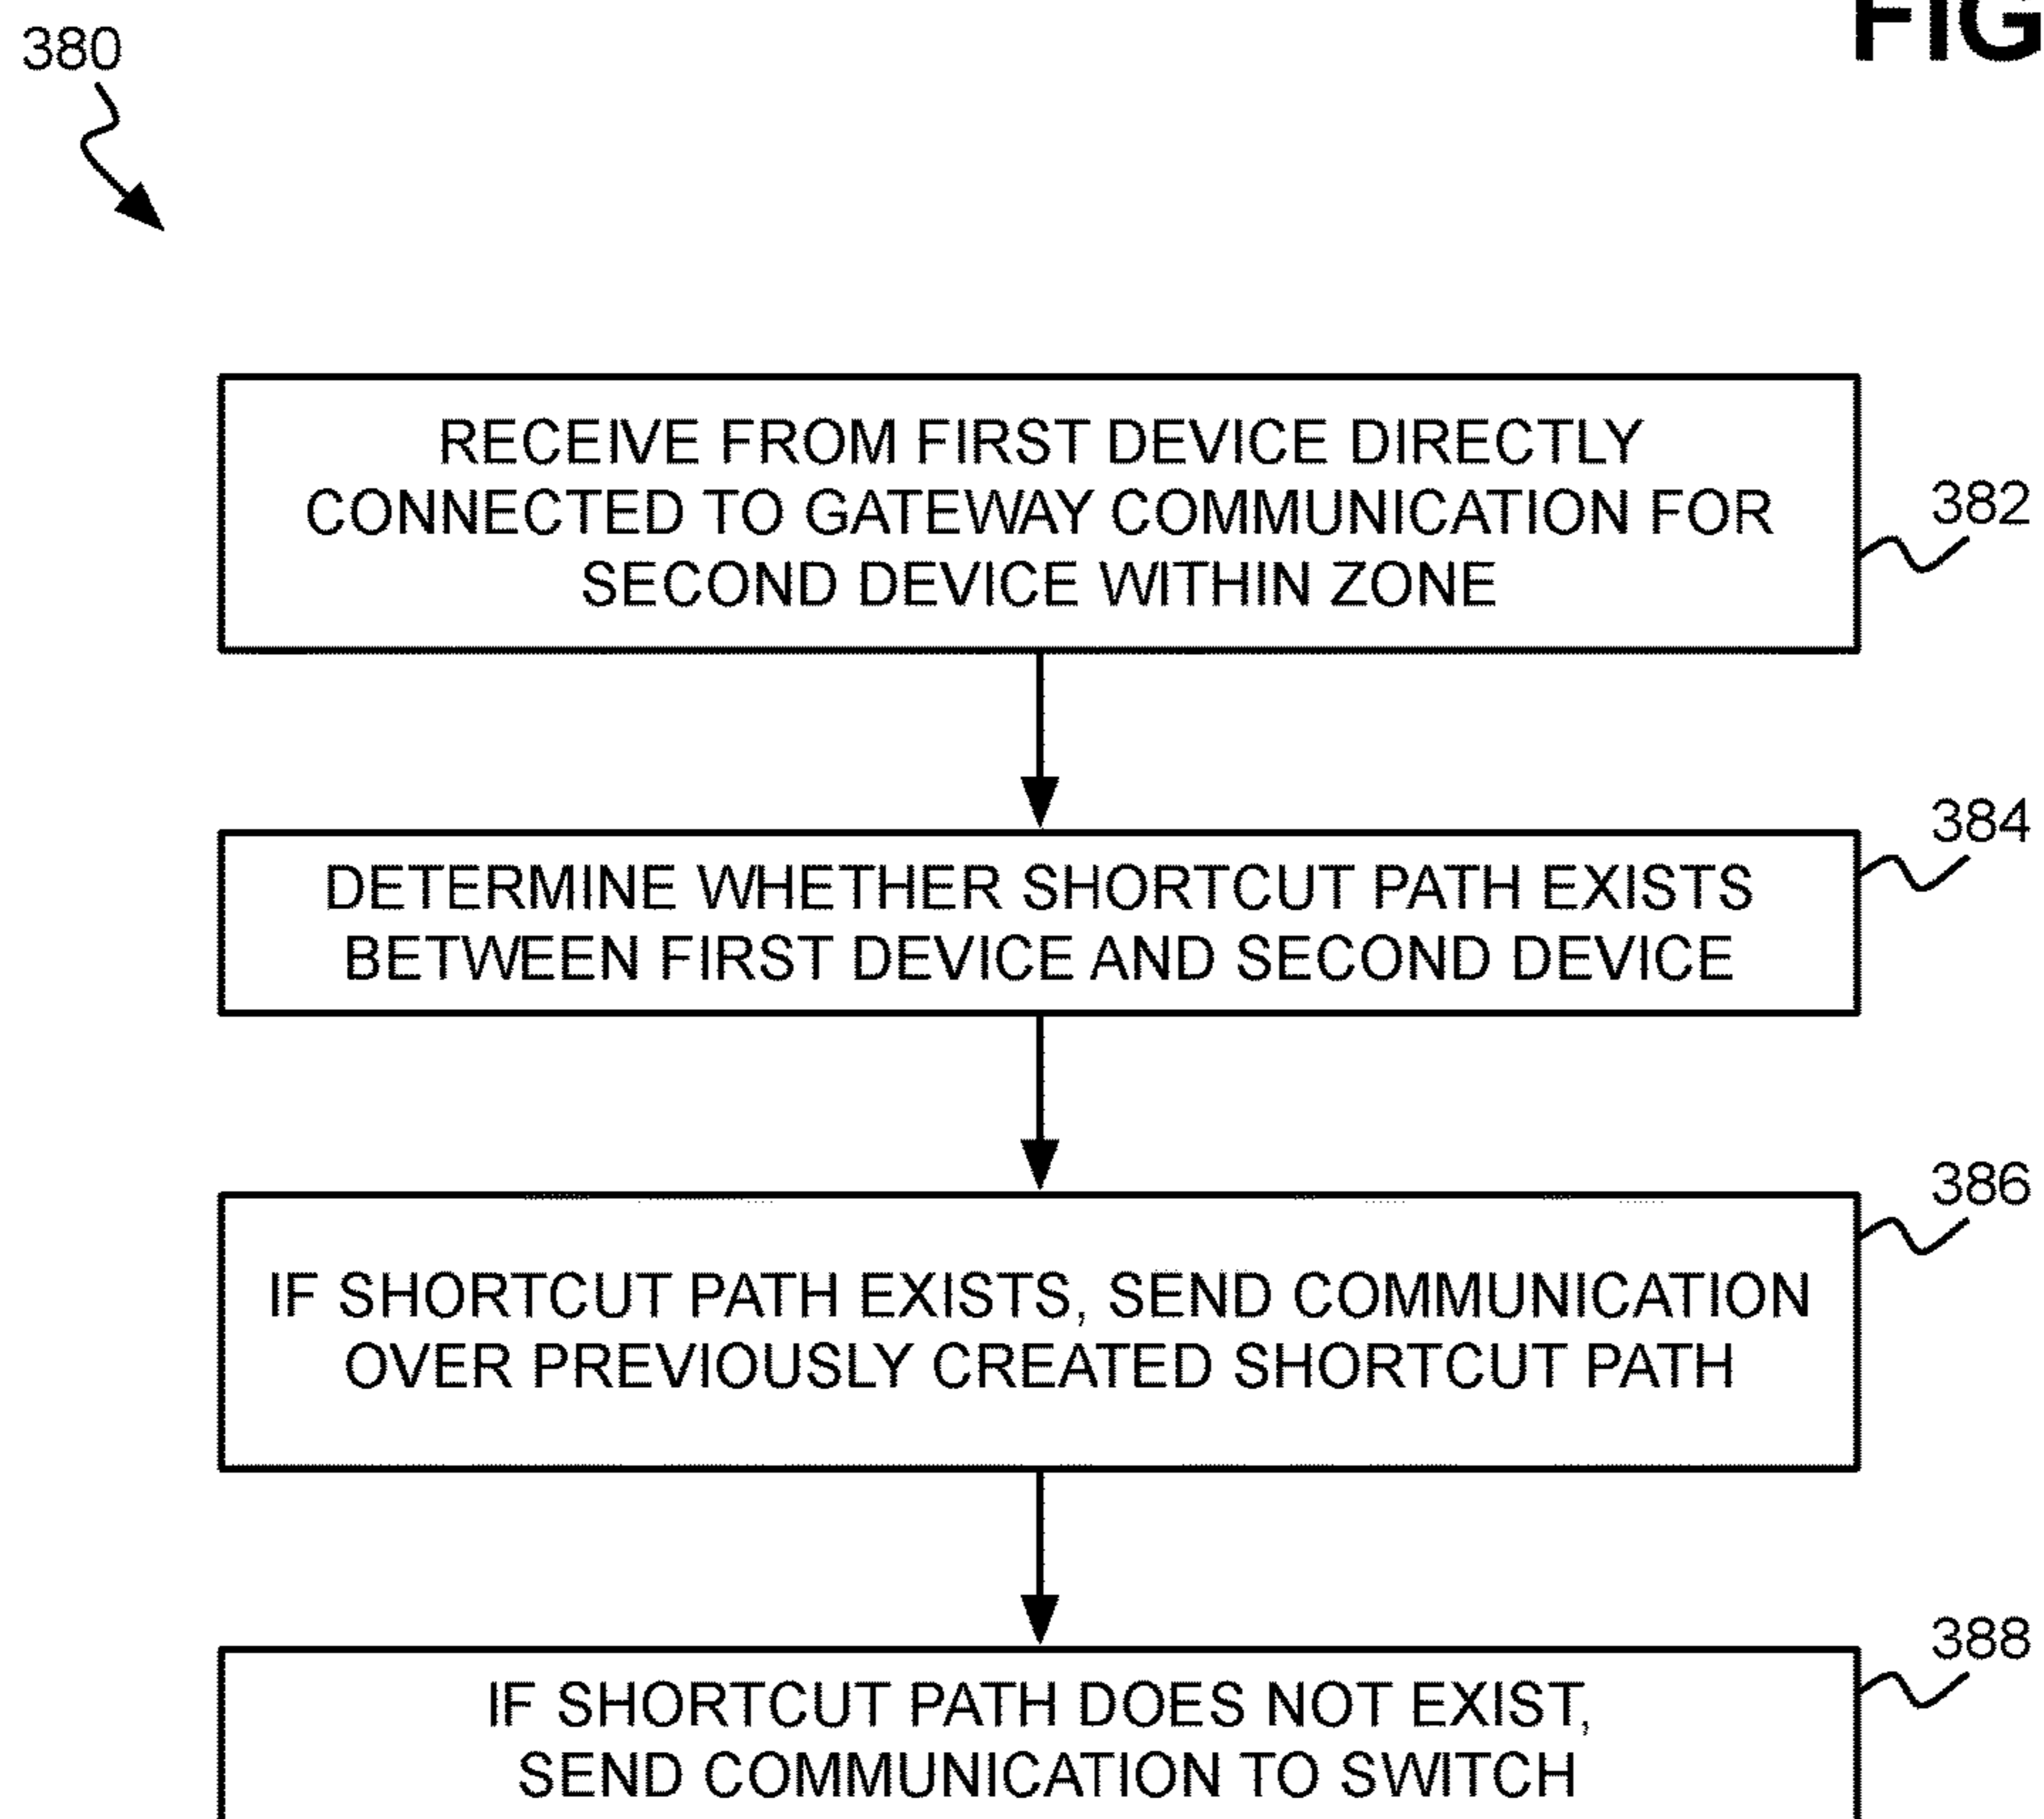 FIG
380
RECEIVE FROM FIRST DEVICE DIRECTLY
CONNECTED TO GATEWAY COMMUNICATION FOR
SECOND DEVICE WITHIN ZONE
382
DETERMINE WHETHER SHORTCUT PATH EXISTS
BETWEEN FIRST DEVICE AND SECOND DEVICE
384
IF SHORTCUT PATH EXISTS, SEND COMMUNICATION
OVER PREVIOUSLY CREATED SHORTCUT PATH
386
IF SHORTCUT PATH DOES NOT EXIST,
SEND COMMUNICATION TO SWITCH
388